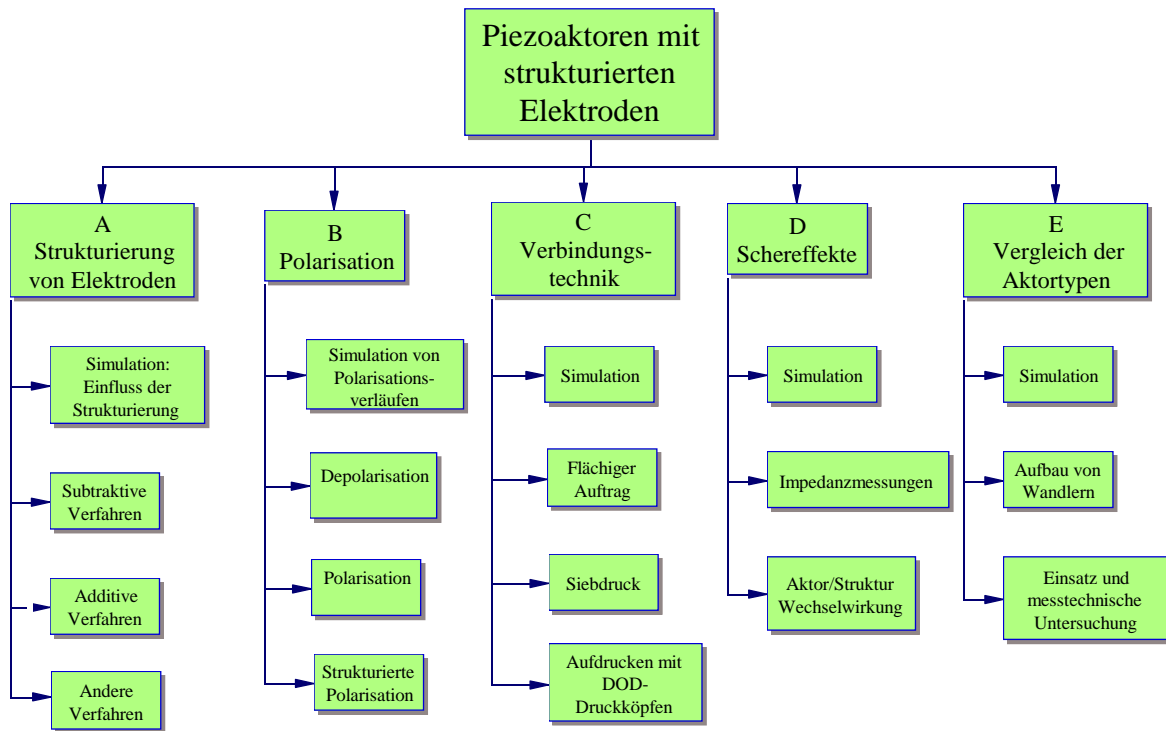 Piezoaktoren mit
strukturierten
Elektroden
A
Strukturierung
von Elektroden
Simulation:
Einfluss der
Strukturierung
Subtraktive
Verfahren
Additive
Verfahren
Andere
Verfahren
B
Polarisation
Simulation von
Polarisations-
verläufen
Depolarisation
Polarisation
Strukturierte
Polarisation
C
Verbindungs-
technik
Simulation
Flächiger
Auftrag
Siebdruck
Aufdrucken mit
DOD-
Druckköpfen
D
Schereffekte
Simulation
Impedanzmessungen
Aktor/Struktur
Wechselwirkung
E
Vergleich der
Aktortypen
Simulation
Aufbau von
Wandlern
Einsatz und
messtechnische
Untersuchung